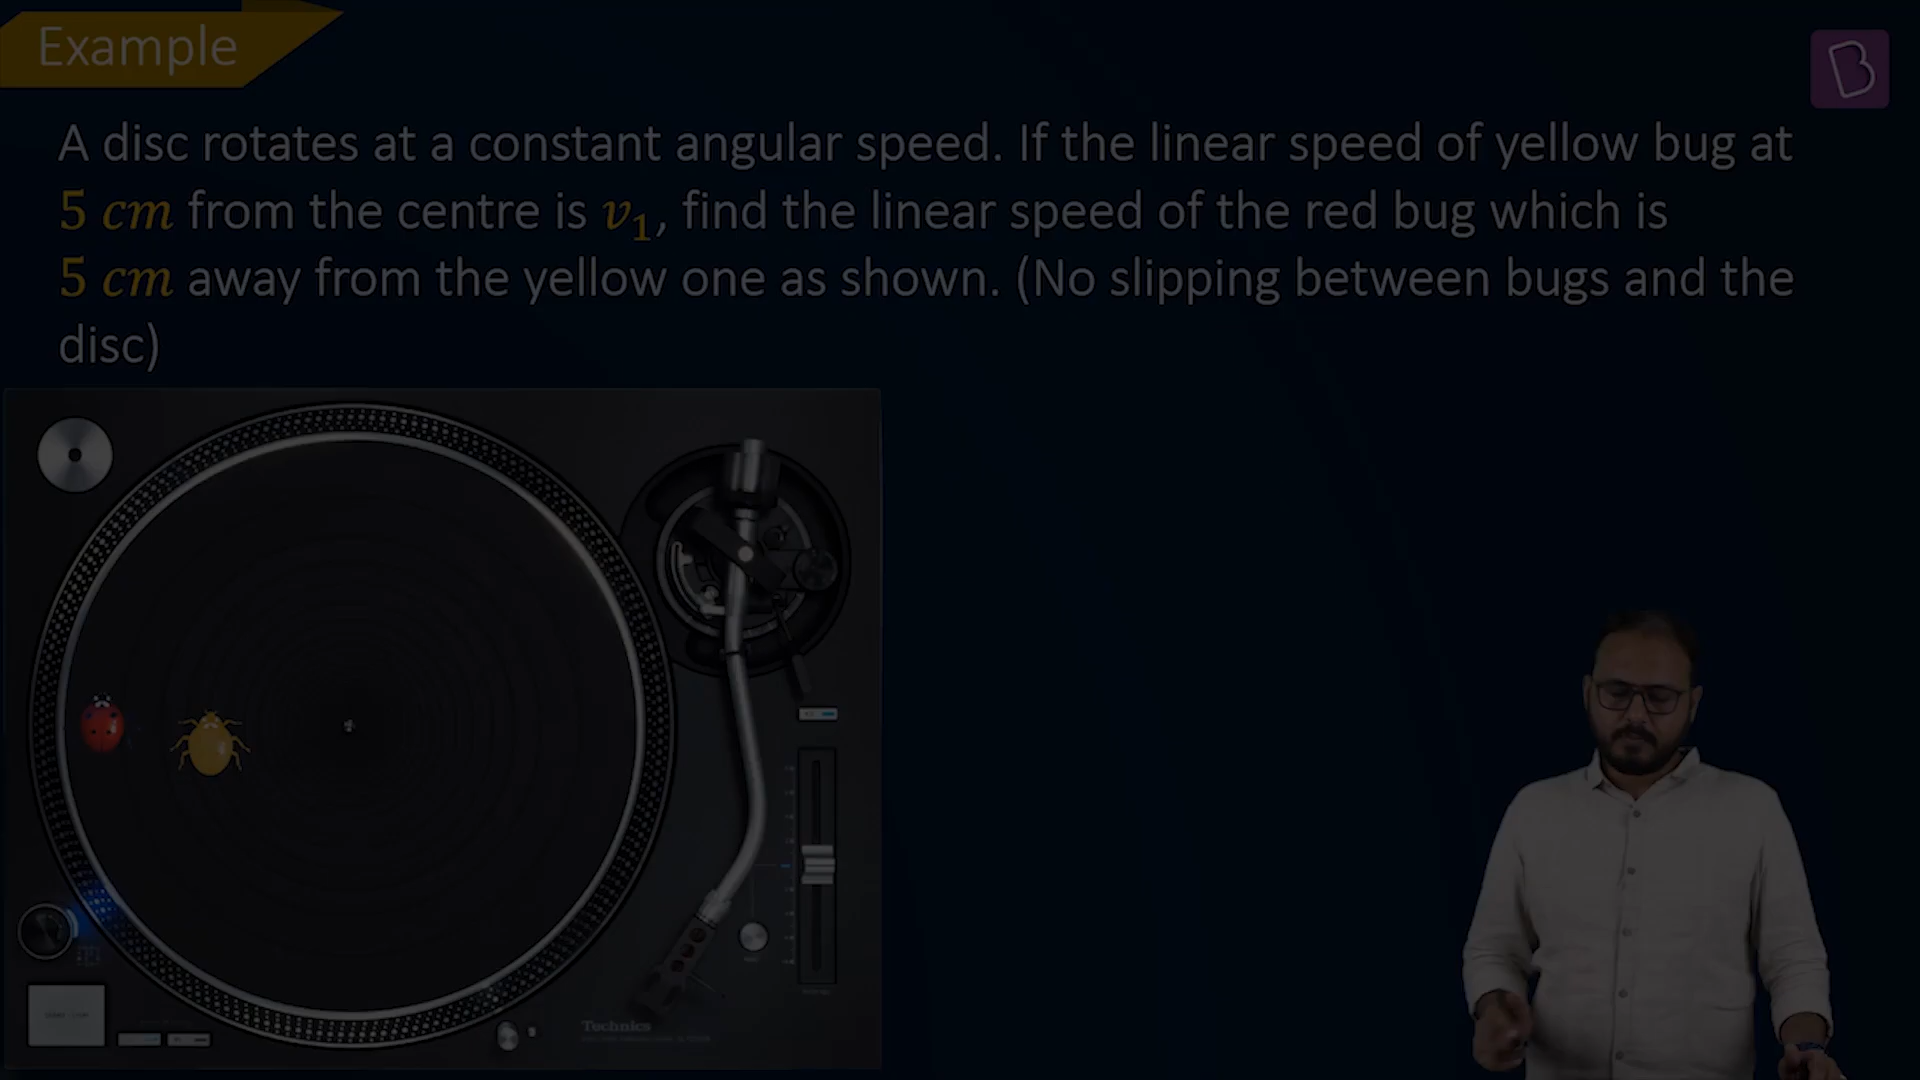 Example
A disc rotates at a constant angular speed. If the linear speed of yellow bug at
5 cm from the centre is v₁, find the linear speed of the red bug which is
5 cm away from the yellow one as shown. (No slipping between bugs and the
disc)
Technics